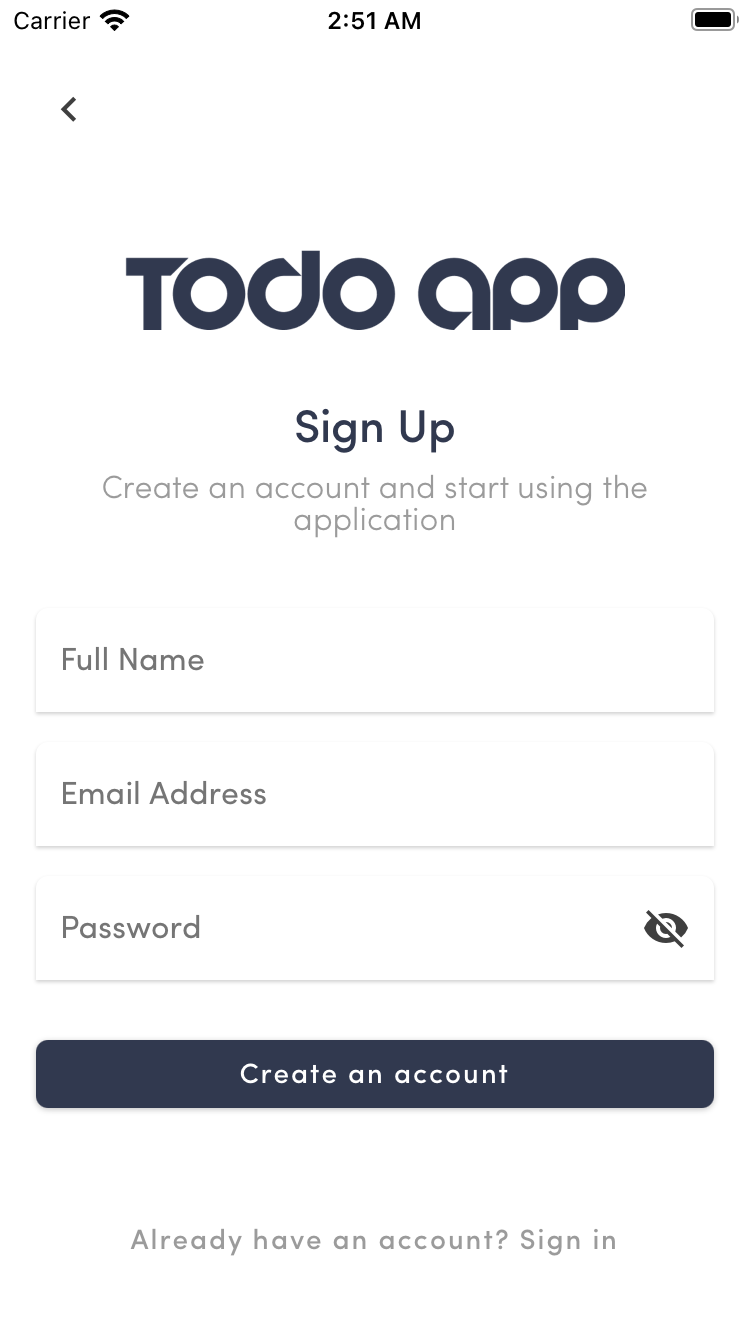 Carrier 2:51 AM
Todo app
Sign Up
Create an account and start using the
application
Full Name
Email Address
Password
Create an account
Already have an account? Sign in